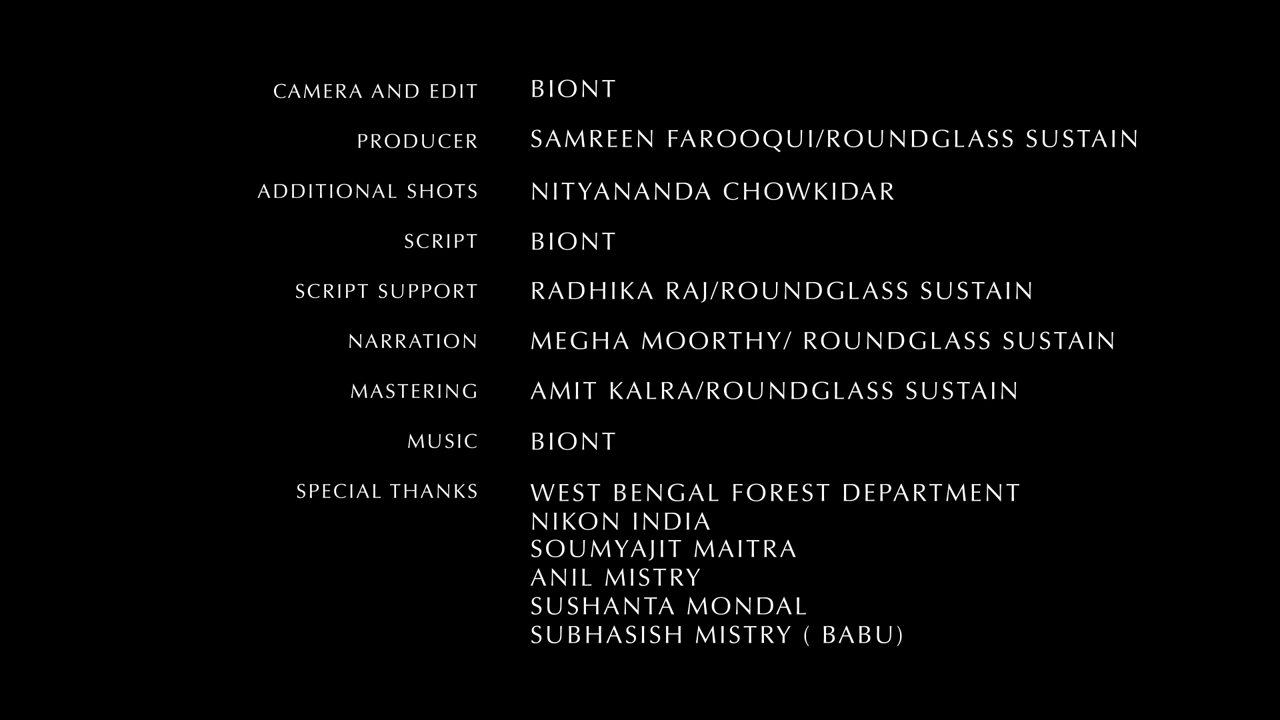 CAMERA AND EDIT BIONT
PRODUCER SAMREEN FAROOQUI/ROUNDGLASS SUSTAIN
ADDITIONAL SHOTS NITYANANDA CHOWKIDAR
SCRIPT BIONT
SCRIPT SUPPORT RADHIKA RAJ/ROUNDGLASS SUSTAIN
NARRATION MEGHA MOORTHY/ ROUNDGLASS SUSTAIN
MASTERING AMIT KALRA/ROUNDGLASS SUSTAIN
MUSIC BIONT
SPECIAL THANKS WEST BENGAL FOREST DEPARTMENT
NIKON INDIA
SOUMYAJIT MAITRA
ANIL MISTRY
SUSHANTA MONDAL
SUBHASISH MISTRY ( BABU)